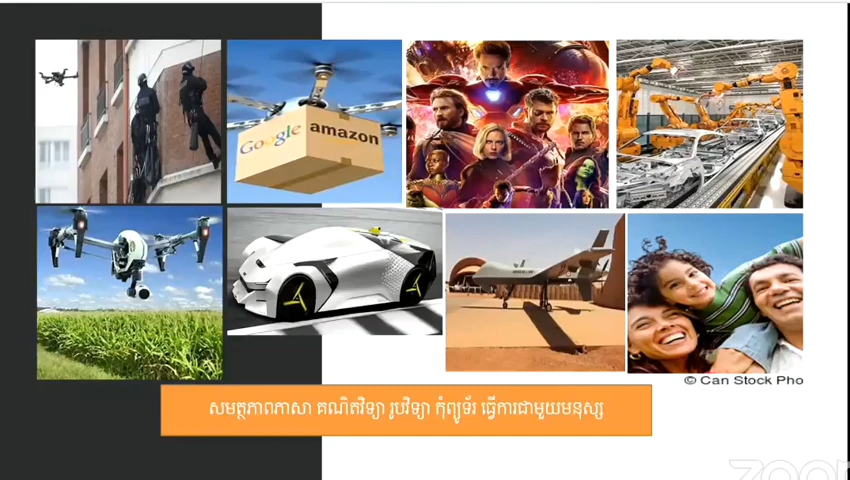 Google amazon
© Can Stock Pho
សមត្ថភាពភាសា គណិតវិទ្យា រូបវិទ្យា កុំព្យូទ័រ ធ្វើការជាមួយមនុស្ស
zoom